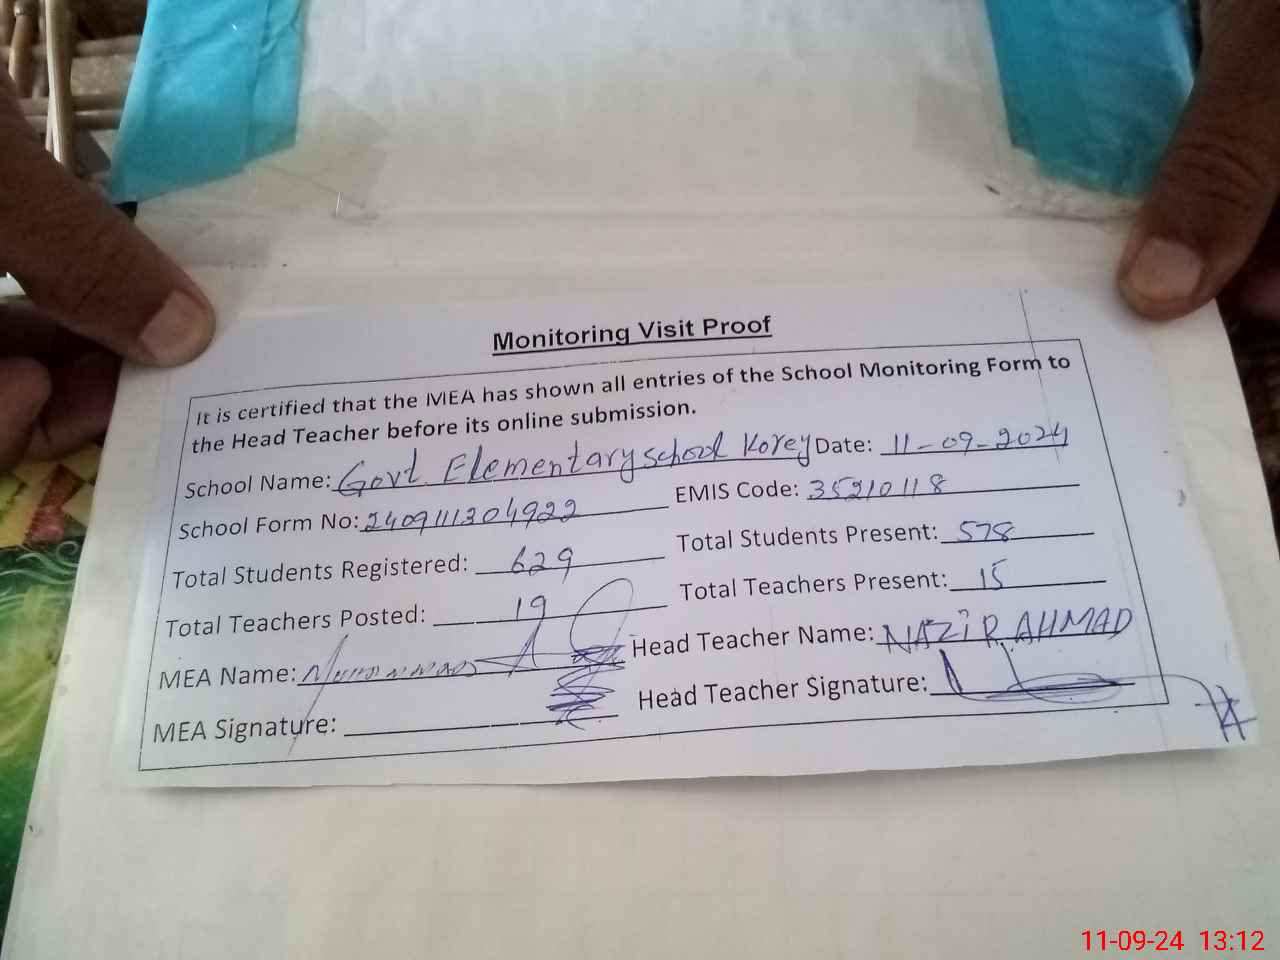 Monitoring Visit Proof
It is certified that the MEA has shown all entries of the School Monitoring Form to
the Head Teacher before its online submission.
School Name: Govt. Elementary school Korey Date: 11-09-2024
School Form No: 2409111304922 EMIS Code: 35210118
Total Students Registered: 629 Total Students Present: 578
Total Teachers Posted: 19 Total Teachers Present: 15
MEA Name: Head Teacher Name: NAZIR AHMAD
MEA Signature: Head Teacher Signature:
11-09-24 13:12